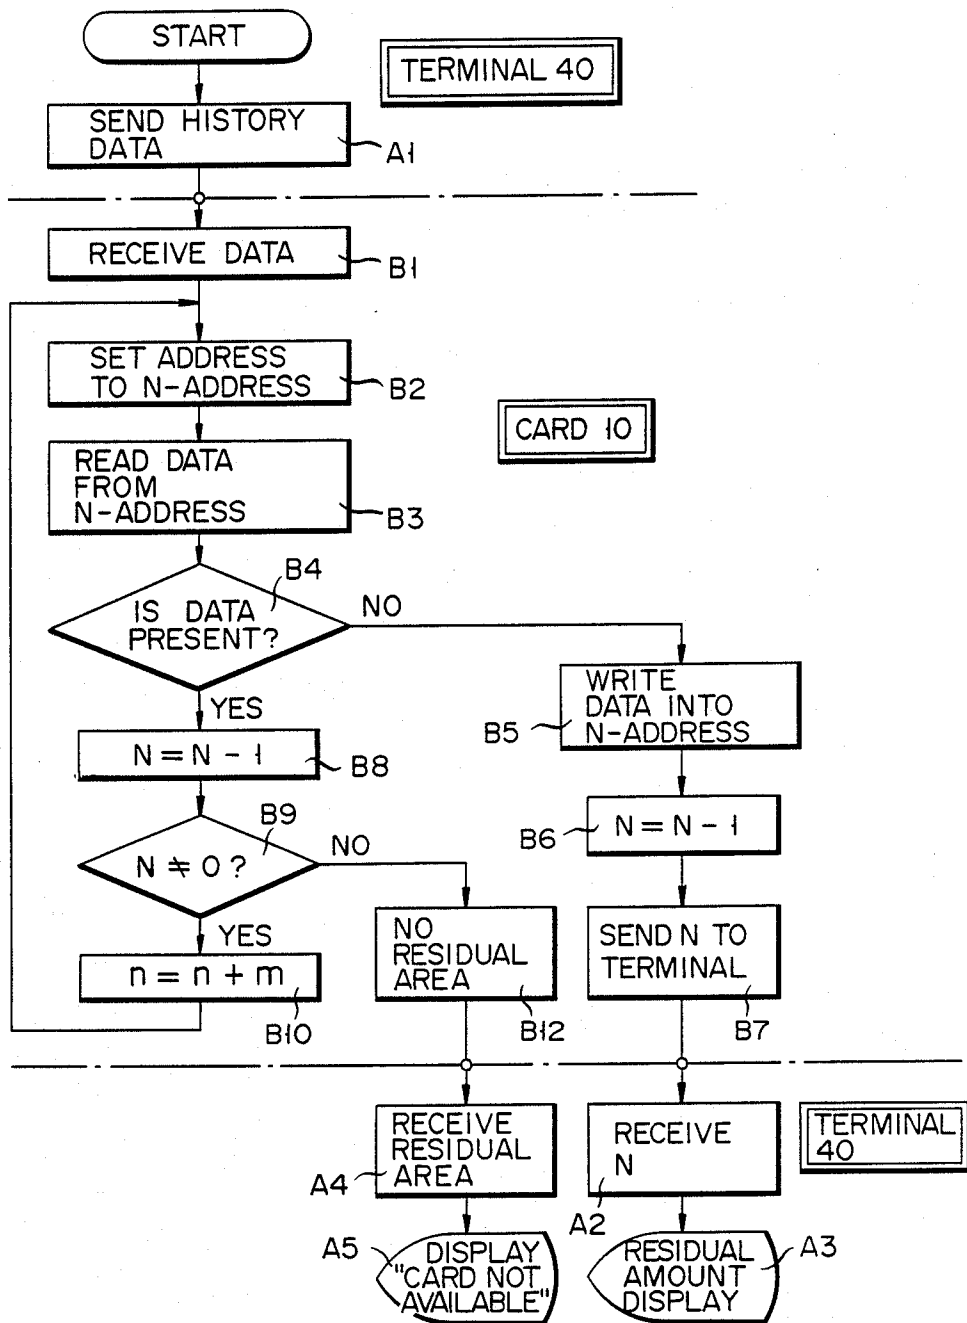 START
TERMINAL 40
SEND HISTORY
DATA
A1
RECEIVE DATA
B1
SET ADDRESS
TO N-ADDRESS
B2
CARD 10
READ DATA
FROM
N-ADDRESS
B3
B4
IS DATA
PRESENT?
NO
YES
WRITE
DATA INTO
N-ADDRESS
B5
N = N - 1
B8
N = N - 1
B6
B9
N ≠ 0 ?
NO
YES
NO
RESIDUAL
AREA
B12
SEND N TO
TERMINAL
B7
n = n + m
B10
RECEIVE
RESIDUAL
AREA
A4
RECEIVE
N
A2
TERMINAL
40
A5
DISPLAY
"CARD NOT
AVAILABLE"
RESIDUAL
AMOUNT
DISPLAY
A3